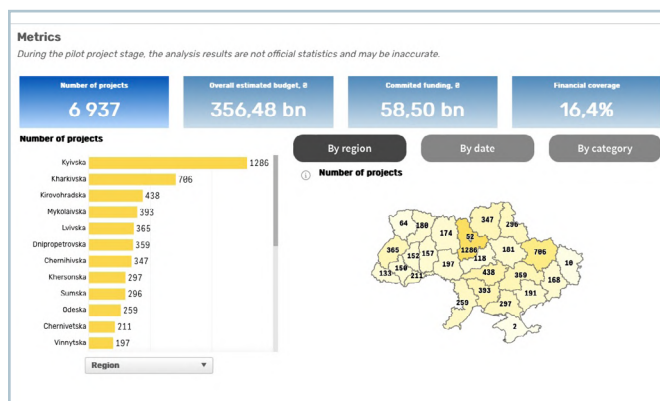 Metrics
During the pilot project stage, the analysis results are not official statistics and may be inaccurate.
Number of projects
6 937
Overall estimated budget, ₴
356,48 bn
Commited funding, ₴
58,50 bn
Financial coverage
16,4%
Number of projects
Kyivska 1286
Kharkivska 706
Kirovohradska 438
Mykolaivska 393
Lvivska 365
Dnipropetrovska 359
Chernihivska 347
Khersonska 297
Sumska 296
Odeska 259
Chernivetska 211
Vinnytska 197
Region
By region
By date
By category
Number of projects
64 180 174 347 296
52
365 152 157 1286 181 706 10
133 150 211 197 118 438 359 168
393 191
259 297
2